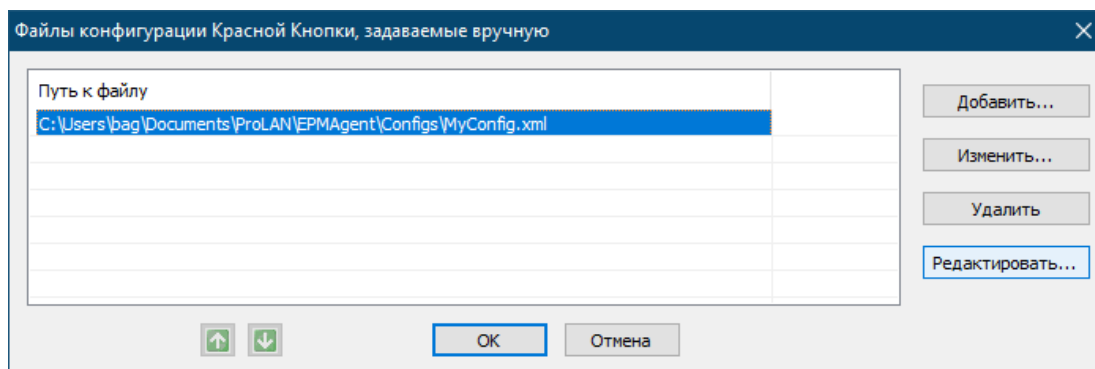 Файлы конфигурации Красной Кнопки, задаваемые вручную
Путь к файлу
C:\Users\bag\Documents\ProLAN\EPMAgent\Configs\MyConfig.xml
Добавить...
Изменить...
Удалить
Редактировать...
OK
Отмена